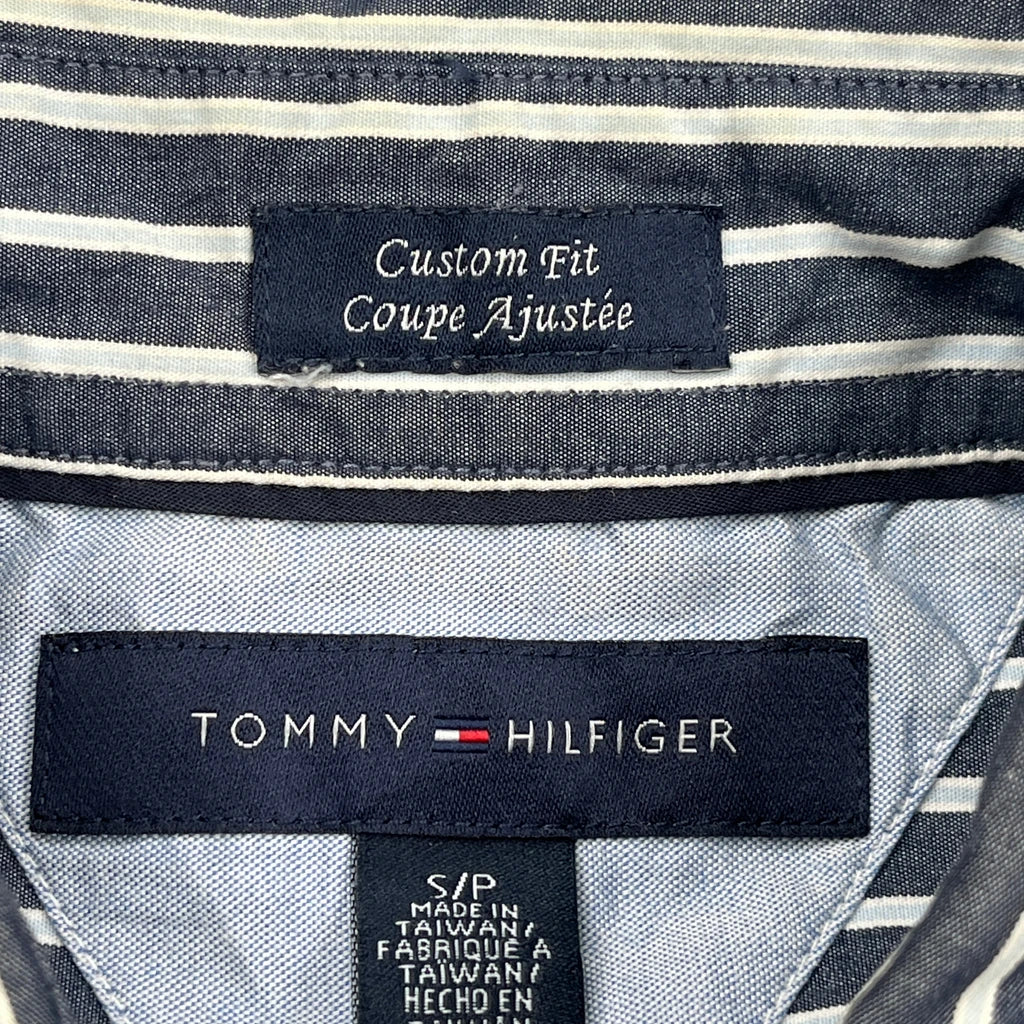 Custom Fit
Coupe Ajustée
TOMMY HILFIGER
S/P
MADE IN
TAIWAN/
FABRIQUÉ A
TAIWAN/
HECHO EN